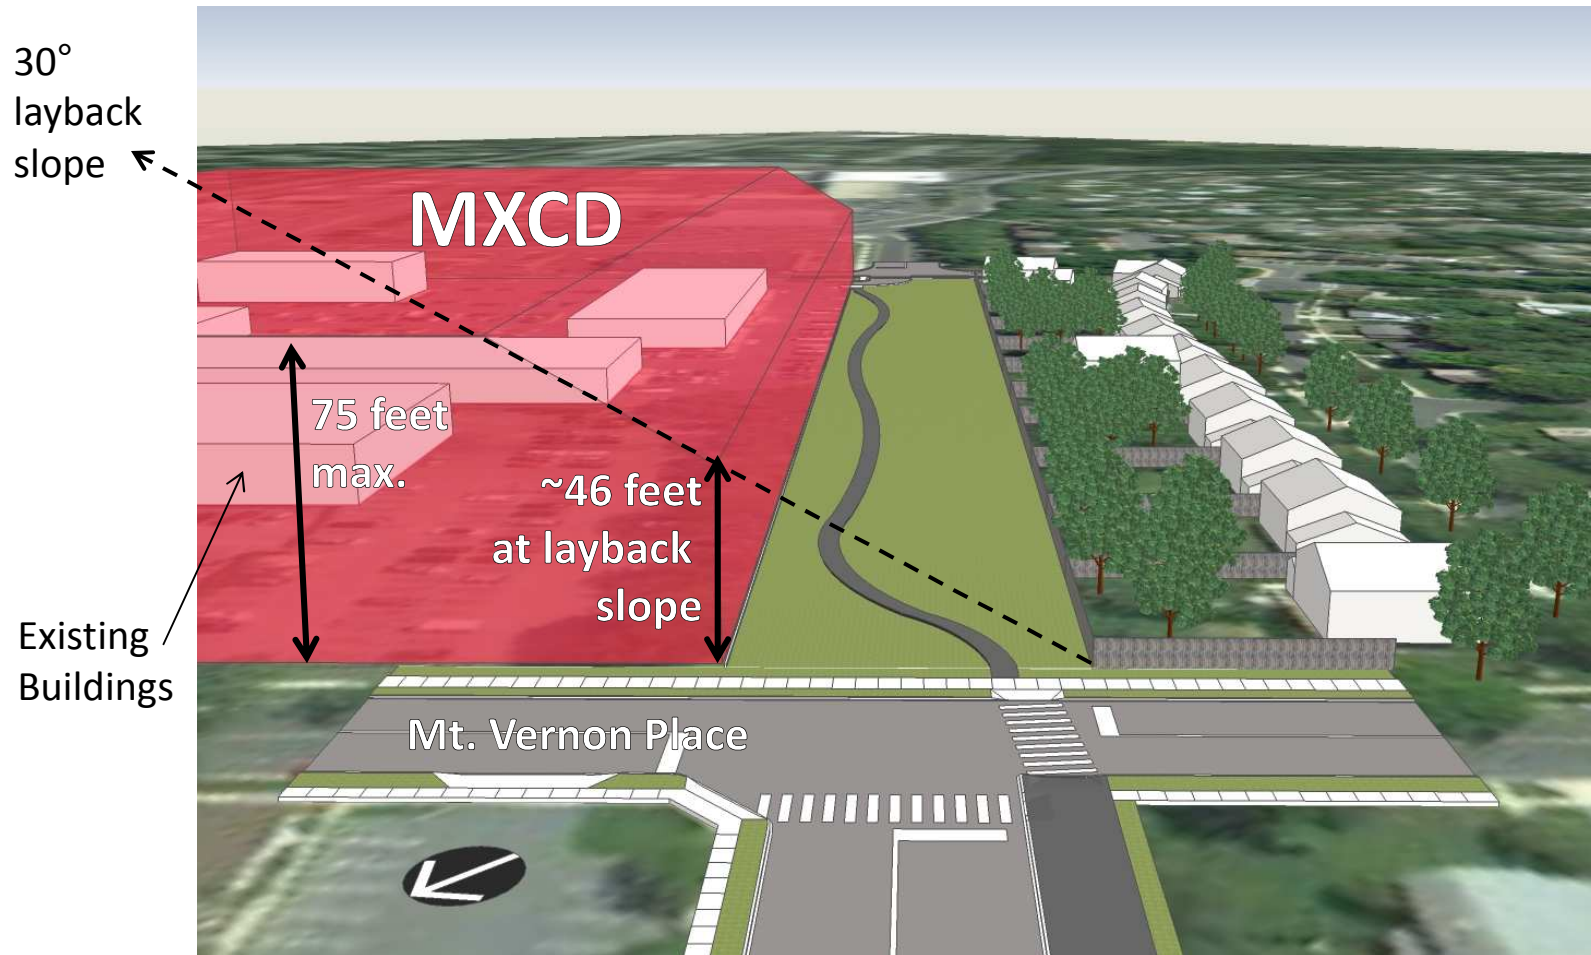 30°
layback
slope
MXCD
75 feet
max.
~46 feet
at layback
slope
Existing
Buildings
Mt. Vernon Place